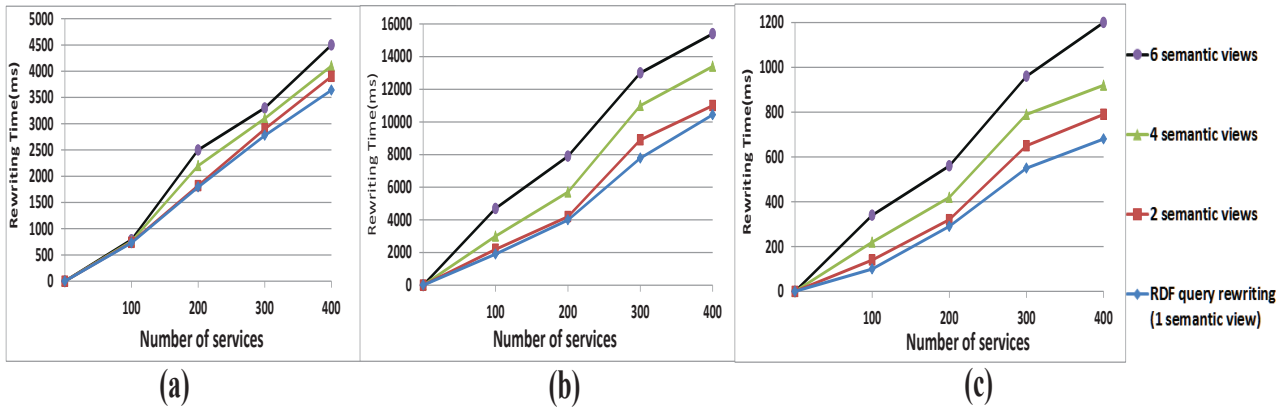 5000
4500
4000
3500
3000
2500
2000
1500
1000
500
0
Rewriting Time(ms)
100 200 300 400
Number of services
(a)
16000
14000
12000
10000
8000
6000
4000
2000
0
Rewriting Time(ms)
100 200 300 400
Number of services
(b)
1200
1000
800
600
400
200
0
Rewriting Time(ms)
100 200 300 400
Number of services
(c)
6 semantic views
4 semantic views
2 semantic views
RDF query rewriting
(1 semantic view)